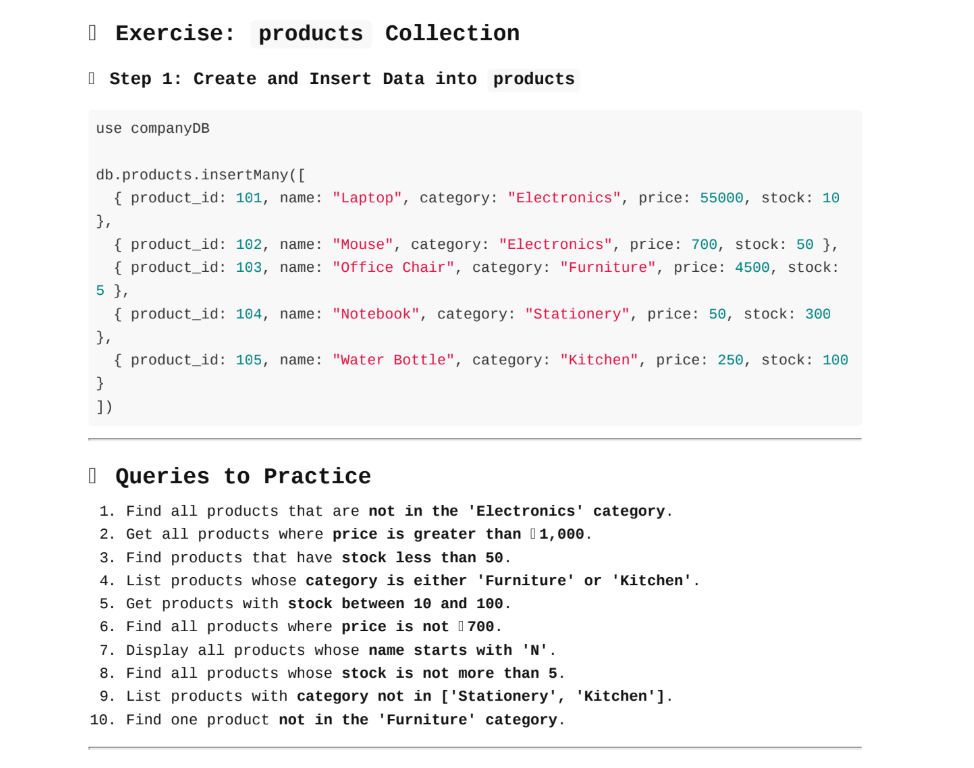 Exercise: products Collection
Step 1: Create and Insert Data into products
use companyDB
db.products.insertMany([
{ product_id: 101, name: "Laptop", category: "Electronics", price: 55000, stock: 10
},
{ product_id: 102, name: "Mouse", category: "Electronics", price: 700, stock: 50 },
{ product_id: 103, name: "Office Chair", category: "Furniture", price: 4500, stock:
5 },
{ product_id: 104, name: "Notebook", category: "Stationery", price: 50, stock: 300
},
{ product_id: 105, name: "Water Bottle", category: "Kitchen", price: 250, stock: 100
}
])
Queries to Practice
1. Find all products that are not in the 'Electronics' category.
2. Get all products where price is greater than 1,000.
3. Find products that have stock less than 50.
4. List products whose category is either 'Furniture' or 'Kitchen'.
5. Get products with stock between 10 and 100.
6. Find all products where price is not 700.
7. Display all products whose name starts with 'N'.
8. Find all products whose stock is not more than 5.
9. List products with category not in ['Stationery', 'Kitchen'].
10. Find one product not in the 'Furniture' category.